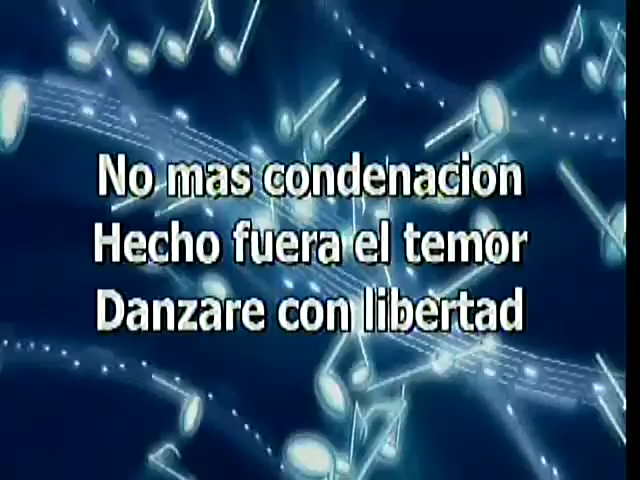 No mas condenacion
Hecho fuera el temor
Danzare con libertad